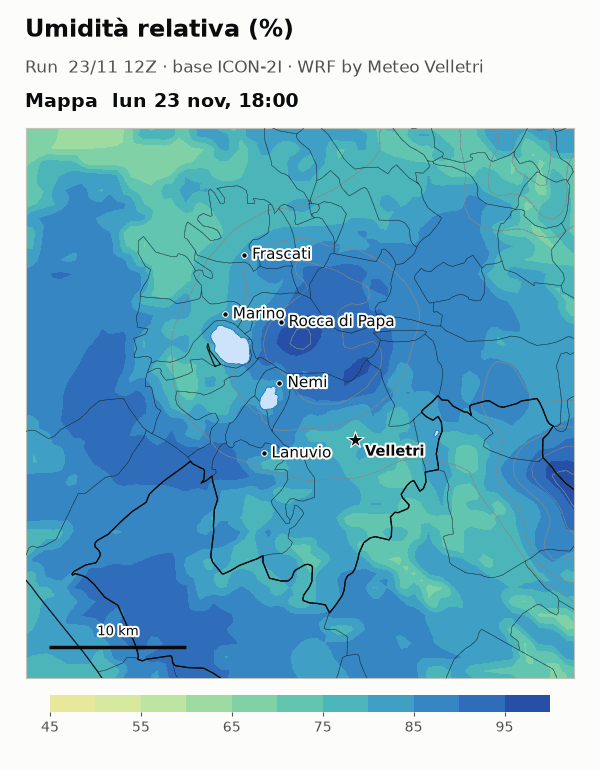 Umidità relativa (%)
Run 23/11 12Z · base ICON-2I · WRF by Meteo Velletri
Mappa lun 23 nov, 18:00
Frascati
Marino
Rocca di Papa
Nemi
Velletri
Lanuvio
10 km
45 55 65 75 85 95